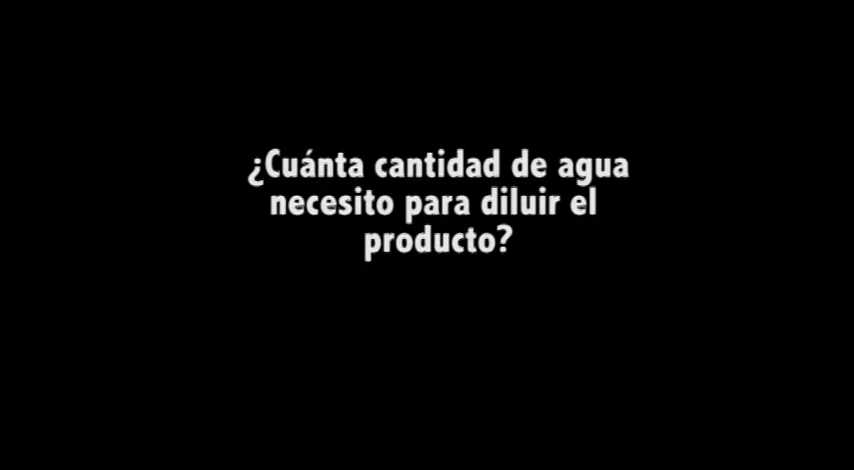 ¿Cuánta cantidad de agua
necesito para diluir el
producto?